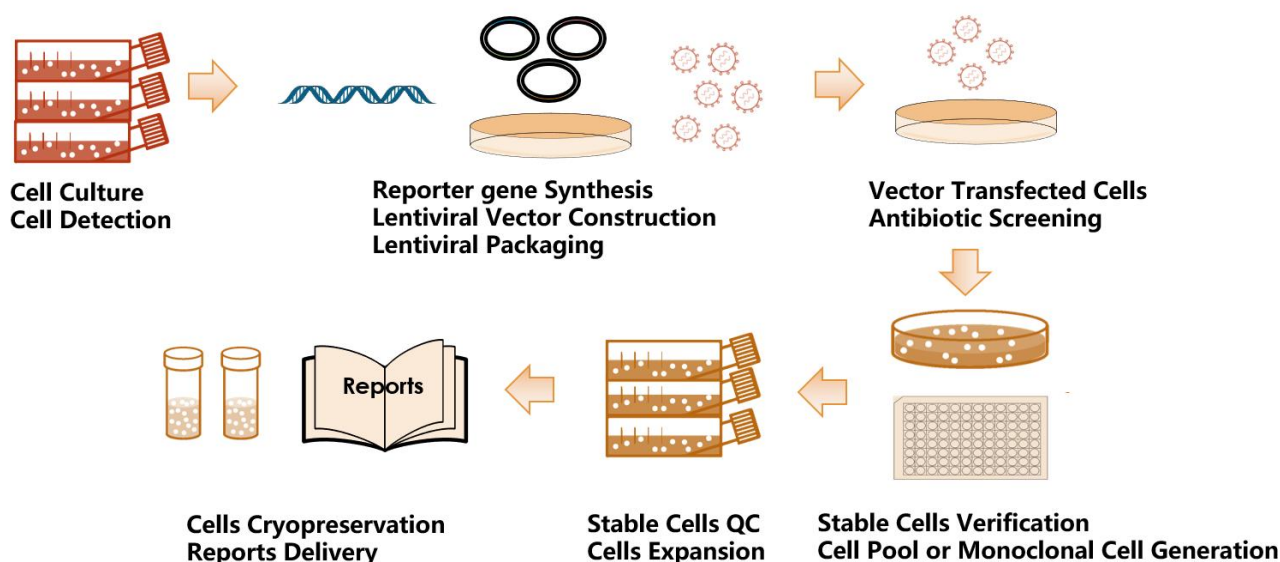 Cell Culture
Cell Detection
Reporter gene Synthesis
Lentiviral Vector Construction
Lentiviral Packaging
Vector Transfected Cells
Antibiotic Screening
Reports
Cells Cryopreservation
Reports Delivery
Stable Cells QC
Cells Expansion
Stable Cells Verification
Cell Pool or Monoclonal Cell Generation